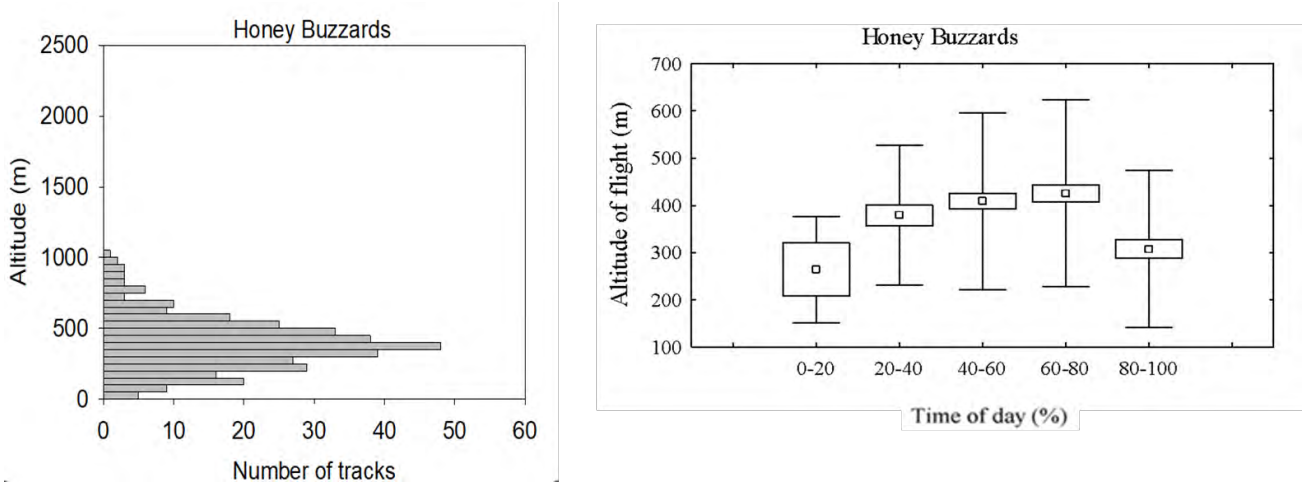 Honey Buzzards
2500
2000
1500
1000
500
0
Altitude (m)
0 10 20 30 40 50 60
Number of tracks
Honey Buzzards
700
600
500
400
300
200
100
Altitude of flight (m)
0-20 20-40 40-60 60-80 80-100
Time of day (%)